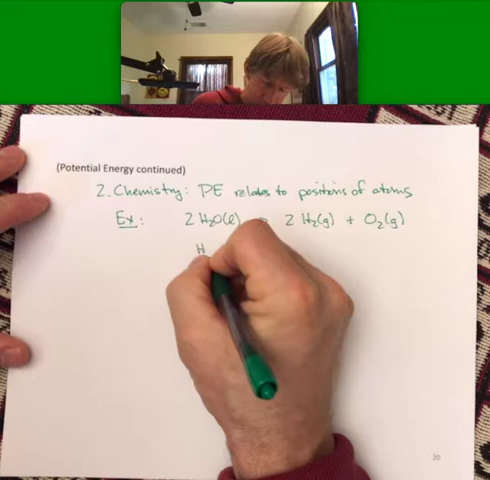 (Potential Energy continued)
2. Chemistry: PE relates to positions of atoms
Ex: 2 H₂O(l) → 2 H₂(g) + O₂(g)
H
20